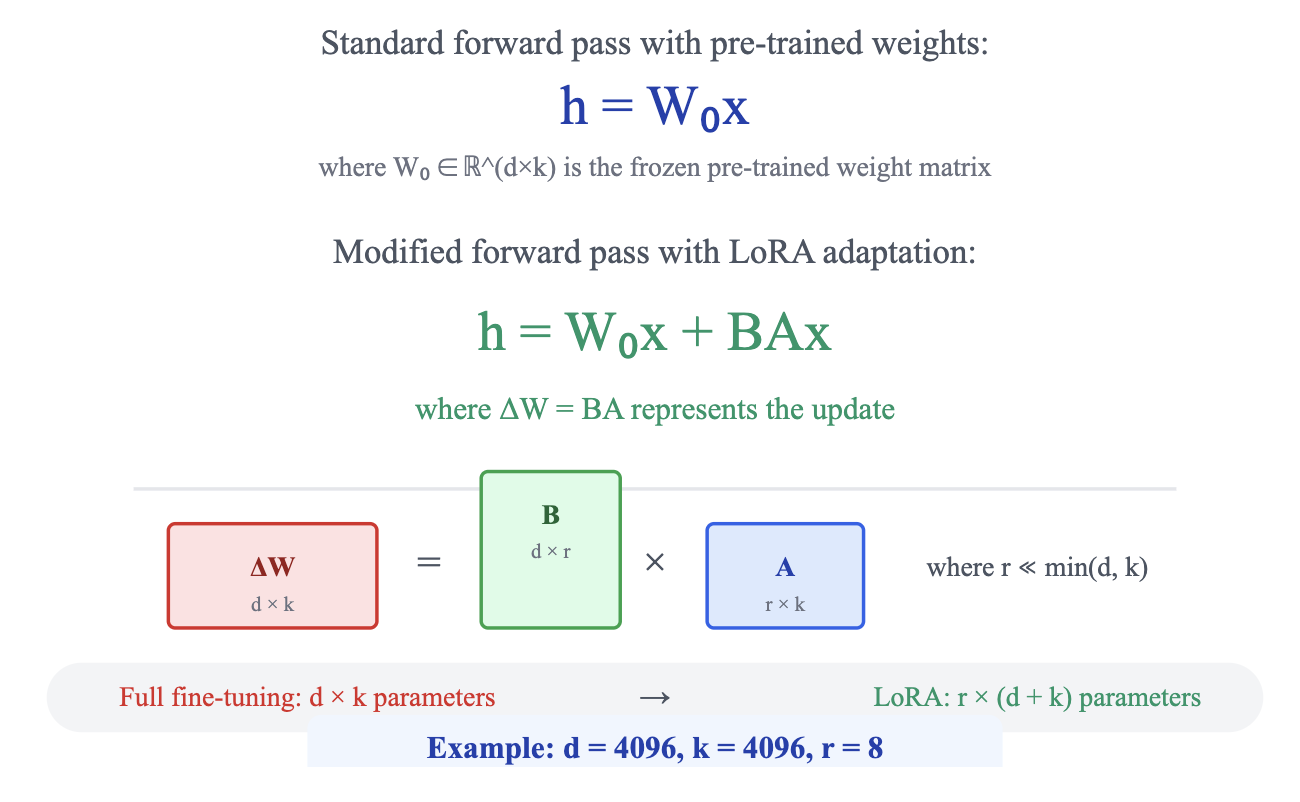 Standard forward pass with pre-trained weights:
h = W₀x
where W₀ ∈ ℝ^(d×k) is the frozen pre-trained weight matrix
Modified forward pass with LoRA adaptation:
h = W₀x + BAx
where ΔW = BA represents the update
ΔW
d × k
=
B
d × r
×
A
r × k
where r ≪ min(d, k)
Full fine-tuning: d × k parameters → LoRA: r × (d + k) parameters
Example: d = 4096, k = 4096, r = 8